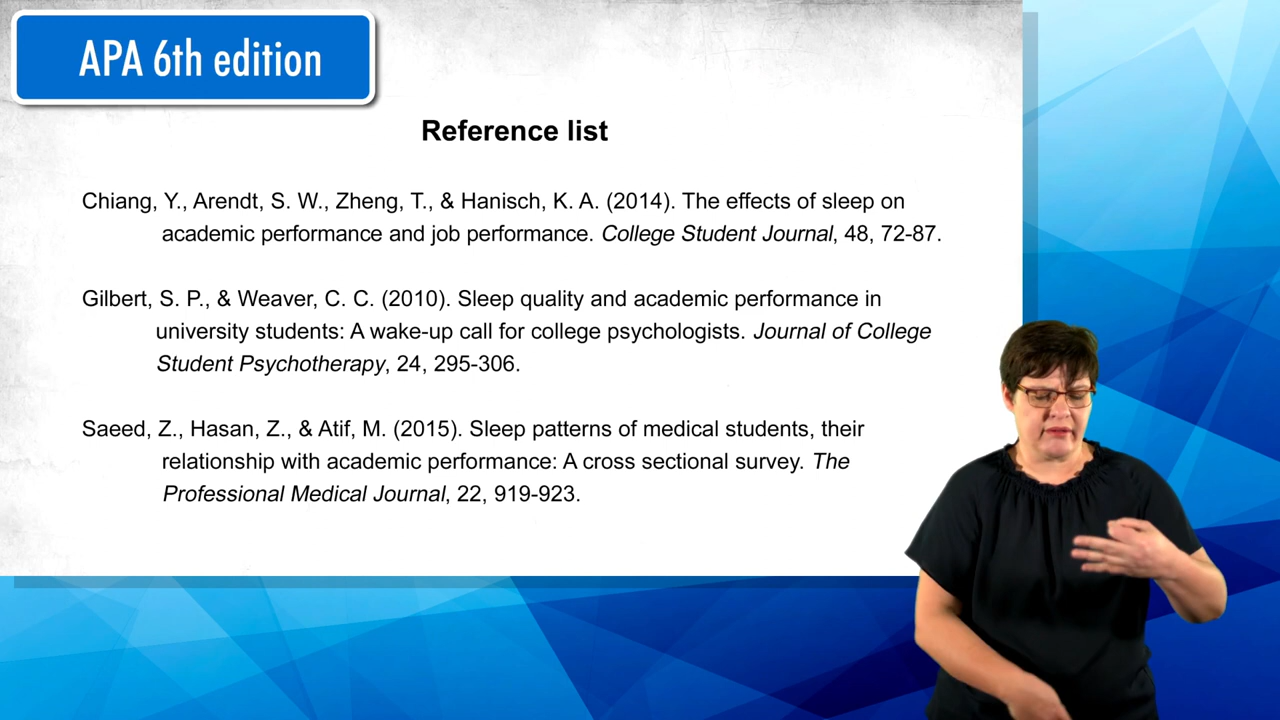 APA 6th edition
Reference list
Chiang, Y., Arendt, S. W., Zheng, T., & Hanisch, K. A. (2014). The effects of sleep on
academic performance and job performance. College Student Journal, 48, 72-87.
Gilbert, S. P., & Weaver, C. C. (2010). Sleep quality and academic performance in
university students: A wake-up call for college psychologists. Journal of College
Student Psychotherapy, 24, 295-306.
Saeed, Z., Hasan, Z., & Atif, M. (2015). Sleep patterns of medical students, their
relationship with academic performance: A cross sectional survey. The
Professional Medical Journal, 22, 919-923.